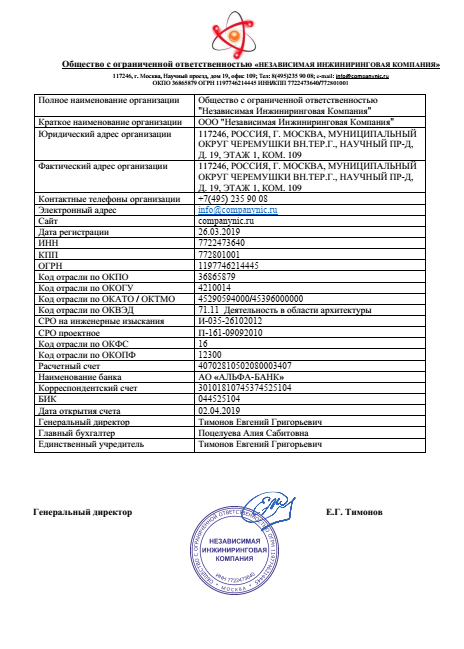 Общество с ограниченной ответственностью «НЕЗАВИСИМАЯ ИНЖИНИРИНГОВАЯ КОМПАНИЯ»
117246, г. Москва, Научный проезд, дом 19, офис 109; Тел: 8(495)235 90 08; e-mail: info@companynic.ru
ОКПО 36865879 ОГРН 1197746214445 ИНН/КПП 7722473640/772801001
Полное наименование организации Общество с ограниченной ответственностью
"Независимая Инжиниринговая Компания"
Краткое наименование организации ООО "Независимая Инжиниринговая Компания"
Юридический адрес организации 117246, РОССИЯ, Г. МОСКВА, МУНИЦИПАЛЬНЫЙ
ОКРУГ ЧЕРЕМУШКИ ВН.ТЕР.Г., НАУЧНЫЙ ПР-Д,
Д. 19, ЭТАЖ 1, КОМ. 109
Фактический адрес организации 117246, РОССИЯ, Г. МОСКВА, МУНИЦИПАЛЬНЫЙ
ОКРУГ ЧЕРЕМУШКИ ВН.ТЕР.Г., НАУЧНЫЙ ПР-Д,
Д. 19, ЭТАЖ 1, КОМ. 109
Контактные телефоны организации +7(495) 235 90 08
Электронный адрес info@companynic.ru
Сайт companynic.ru
Дата регистрации 26.03.2019
ИНН 7722473640
КПП 772801001
ОГРН 1197746214445
Код отрасли по ОКПО 36865879
Код отрасли по ОКОГУ 4210014
Код отрасли по ОКАТО / ОКТМО 45290594000/45396000000
Код отрасли по ОКВЭД 71.11 Деятельность в области архитектуры
СРО на инженерные изыскания И-035-26102012
СРО проектное П-161-09092010
Код отрасли по ОКФС 16
Код отрасли по ОКОПФ 12300
Расчетный счет 40702810502080003407
Наименование банка АО «АЛЬФА-БАНК»
Корреспондентский счет 30101810745374525104
БИК 044525104
Дата открытия счета 02.04.2019
Генеральный директор Тимонов Евгений Григорьевич
Главный бухгалтер Поцелуева Алия Сабитовна
Единственный учредитель Тимонов Евгений Григорьевич
Генеральный директор Е.Г. Тимонов
ОБЩЕСТВО С ОГРАНИЧЕННОЙ ОТВЕТСТВЕННОСТЬЮ ОГРН 1197746214445
НЕЗАВИСИМАЯ
ИНЖИНИРИНГОВАЯ
КОМПАНИЯ
ИНН 7722473640
* МОСКВА *